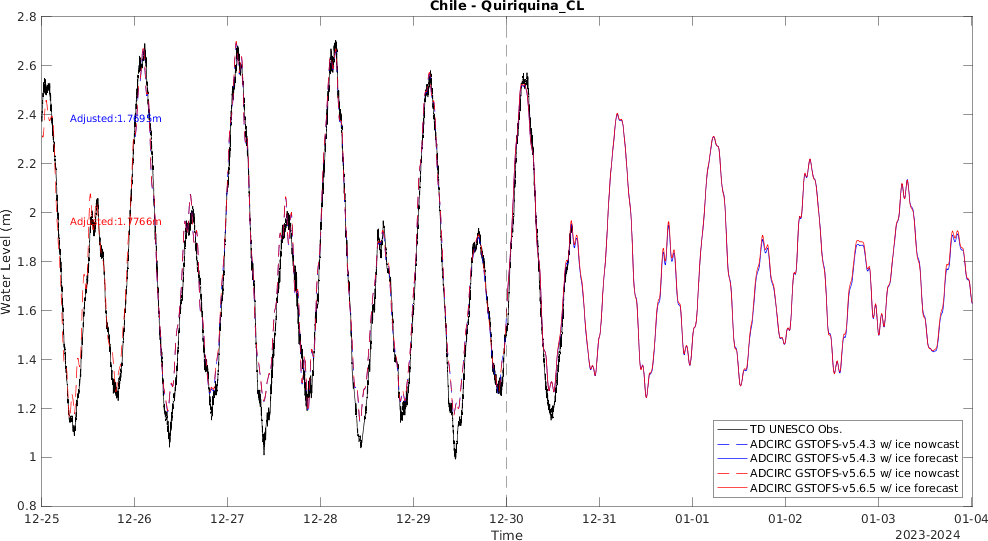 Chile - Quiriquina_CL
2.8
2.6
2.4
2.2
2
1.8
1.6
1.4
1.2
1
0.8
Water Level (m)
Adjusted:1.7695m
Adjusted:1.7766m
TD UNESCO Obs.
ADCIRC GSTOFS-v5.4.3 w/ ice nowcast
ADCIRC GSTOFS-v5.4.3 w/ ice forecast
ADCIRC GSTOFS-v5.6.5 w/ ice nowcast
ADCIRC GSTOFS-v5.6.5 w/ ice forecast
12-25 12-26 12-27 12-28 12-29 12-30 12-31 01-01 01-02 01-03 01-04
Time
2023-2024